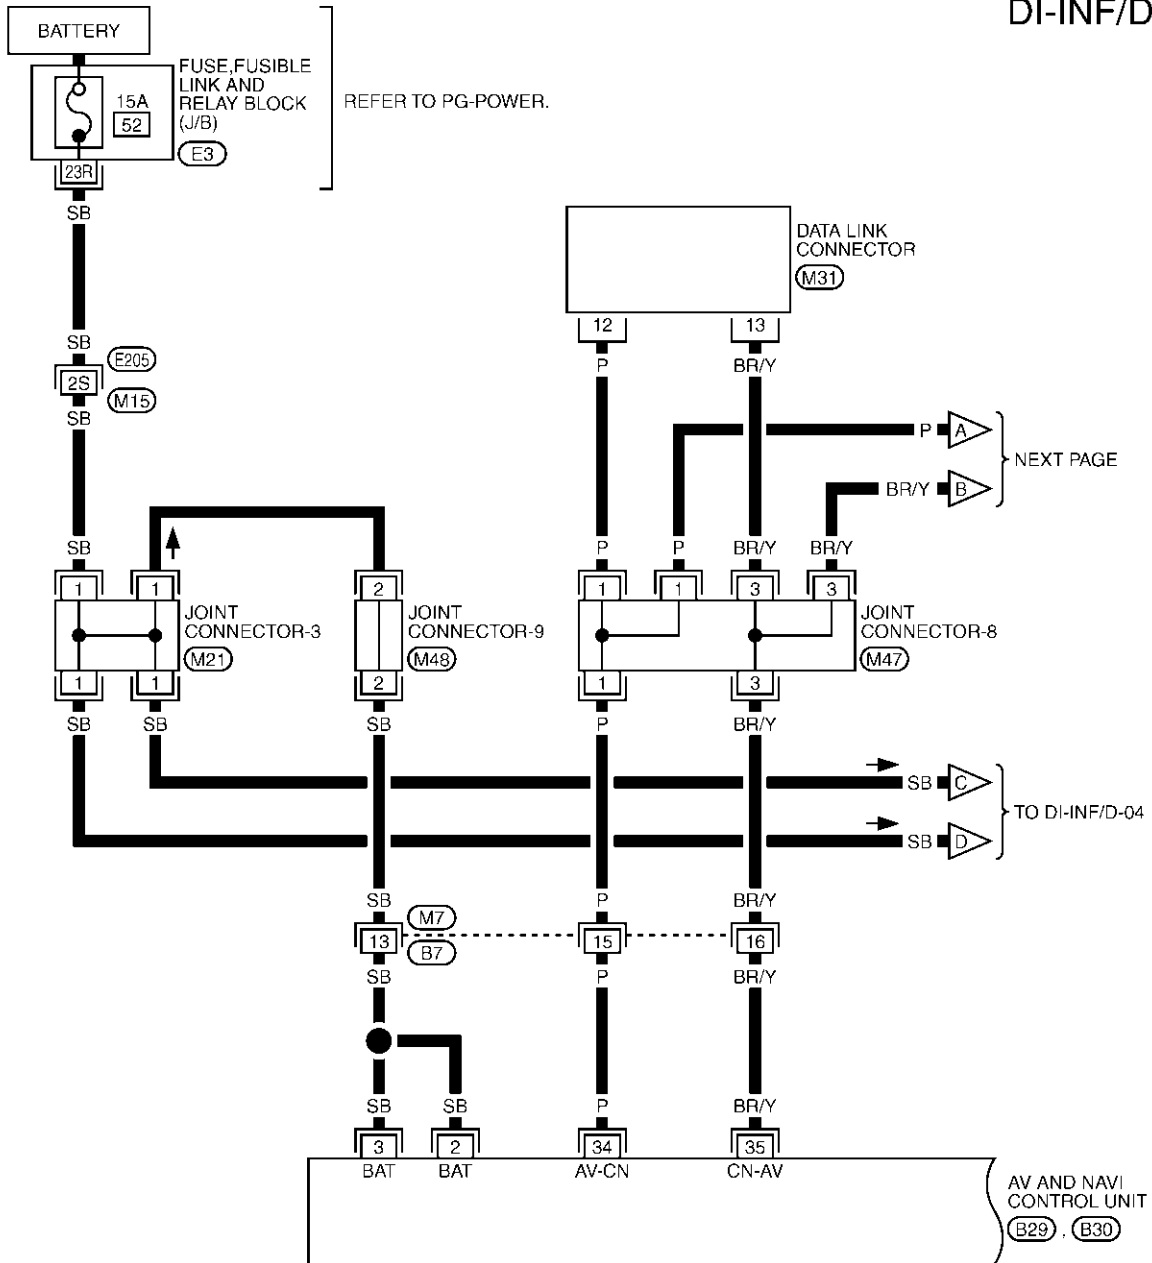 DI-INF/D
BATTERY
15A
52
FUSE,FUSIBLE
LINK AND
RELAY BLOCK
(J/B)
E3
REFER TO PG-POWER.
23R
SB
DATA LINK
CONNECTOR
M31
12
13
P
BR/Y
SB
E205
2S
M15
SB
P
A
NEXT PAGE
BR/Y
B
SB
P
P
BR/Y
BR/Y
1
1
2
1
1
3
3
JOINT
CONNECTOR-3
M21
JOINT
CONNECTOR-9
M48
JOINT
CONNECTOR-8
M47
1
1
2
1
3
SB
SB
SB
P
BR/Y
SB
C
TO DI-INF/D-04
SB
D
SB
P
BR/Y
M7
13
15
16
B7
SB
P
BR/Y
SB
SB
P
BR/Y
3
2
34
35
BAT
BAT
AV-CN
CN-AV
AV AND NAVI
CONTROL UNIT
B29 , B30